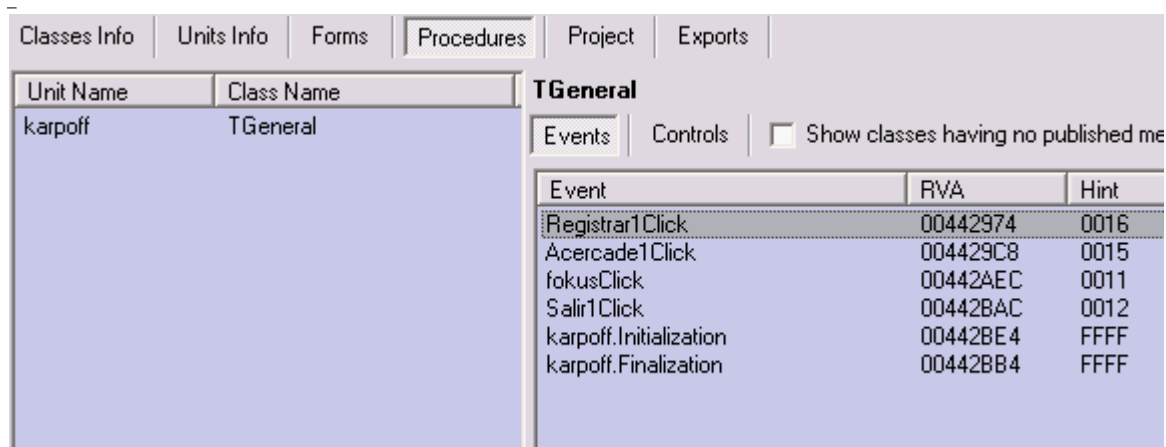 Classes Info Units Info Forms Procedures Project Exports
Unit Name Class Name
karpoff TGeneral
TGeneral
Events Controls Show classes having no published me
Event RVA Hint
Registrar1Click 00442974 0016
Acercade1Click 004429C8 0015
fokusClick 00442AEC 0011
Salir1Click 00442BAC 0012
karpoff.Initialization 00442BE4 FFFF
karpoff.Finalization 00442BB4 FFFF